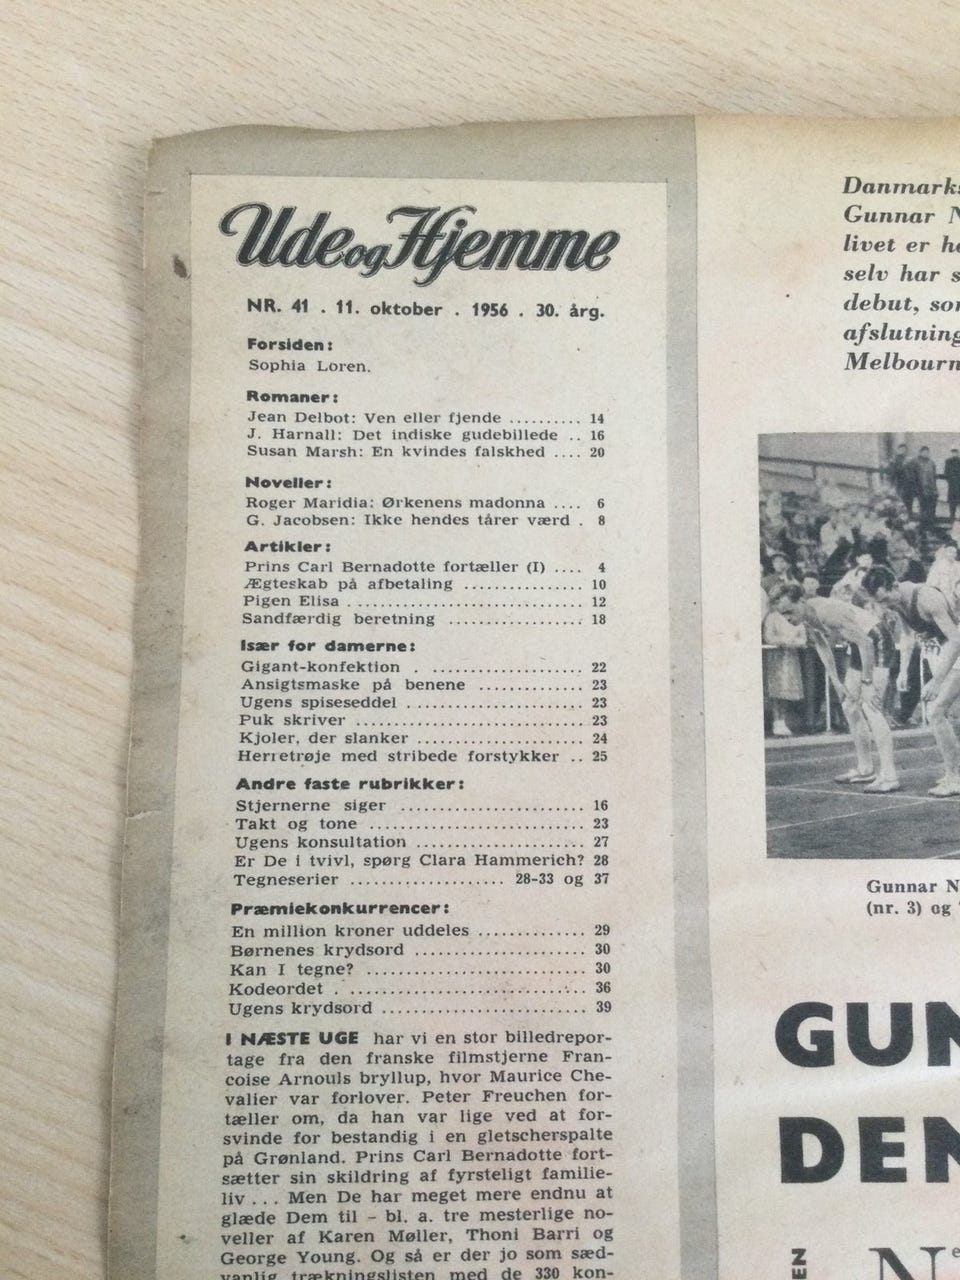 Ude og Hjemme
NR. 41 . 11. oktober . 1956 . 30. årg.
Forsiden:
Sophia Loren.
Romaner:
Jean Delbot: Ven eller fjende .......... 14
J. Harnall: Det indiske gudebillede .. 16
Susan Marsh: En kvindes falskhed .... 20
Noveller:
Roger Maridia: Ørkenens madonna .... 6
G. Jacobsen: Ikke hendes tårer værd . 8
Artikler:
Prins Carl Bernadotte fortæller (I) .... 4
Ægteskab på afbetaling .............. 10
Pigen Elisa ........................... 12
Sandfærdig beretning ................ 18
Især for damerne:
Gigant-konfektion . .................. 22
Ansigtsmaske på benene ............ 23
Ugens spiseseddel ..................... 23
Puk skriver ........................... 23
Kjoler, der slanker .................... 24
Herretrøje med stribede forstykker .. 25
Andre faste rubrikker:
Stjernerne siger ...................... 16
Takt og tone .......................... 23
Ugens konsultation .................... 27
Er De i tvivl, spørg Clara Hammerich? 28
Tegneserier ................... 28-33 og 37
Præmiekonkurrencer:
En million kroner uddeles ............. 29
Børnenes krydsord .................... 30
Kan I tegne? .......................... 30
Kodeordet . ............................ 36
Ugens krydsord ........................ 39
I NÆSTE UGE har vi en stor billedrepor-
tage fra den franske filmstjerne Fran-
coise Arnouls bryllup, hvor Maurice Che-
valier var forlover. Peter Freuchen for-
tæller om, da han var lige ved at for-
svinde for bestandig i en gletscherspalte
på Grønland. Prins Carl Bernadotte fort-
sætter sin skildring af fyrsteligt familie-
liv ... Men De har meget mere endnu at
glæde Dem til – bl. a. tre mesterlige no-
veller af Karen Møller, Thoni Barri og
George Young. Og så er der jo som sæd-
vanlig trækningslisten med de 330 kon-
Danmarks
Gunnar N
livet er h
selv har s
debut, so
afslutning
Melbourn
Gunnar N
(nr. 3) og
GUN
DEN
EN
Ne